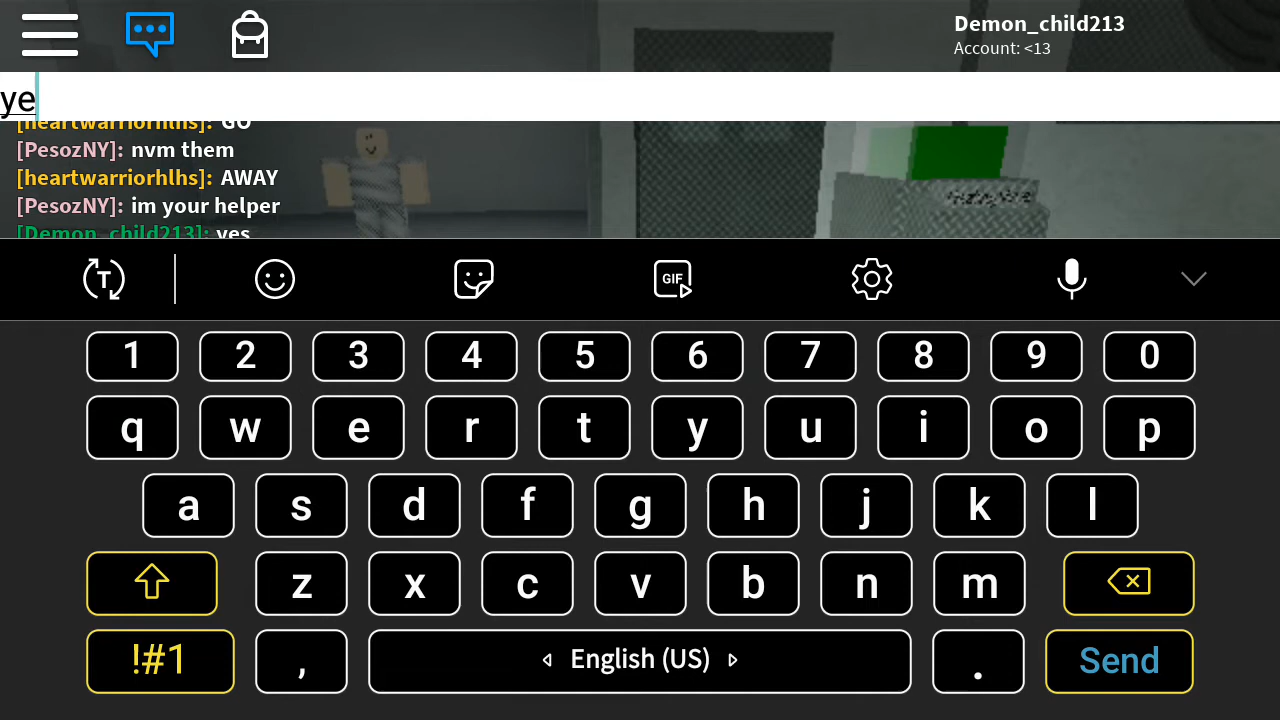 Demon_child213
Account: <13
ye
[heartwarriorhlhs]: GO
[PesozNY]: nvm them
[heartwarriorhlhs]: AWAY
[PesozNY]: im your helper
[Demon_child213]: yes
T
GIF
1 2 3 4 5 6 7 8 9 0
q w e r t y u i o p
a s d f g h j k l
z x c v b n m
!#1 , English (US) . Send